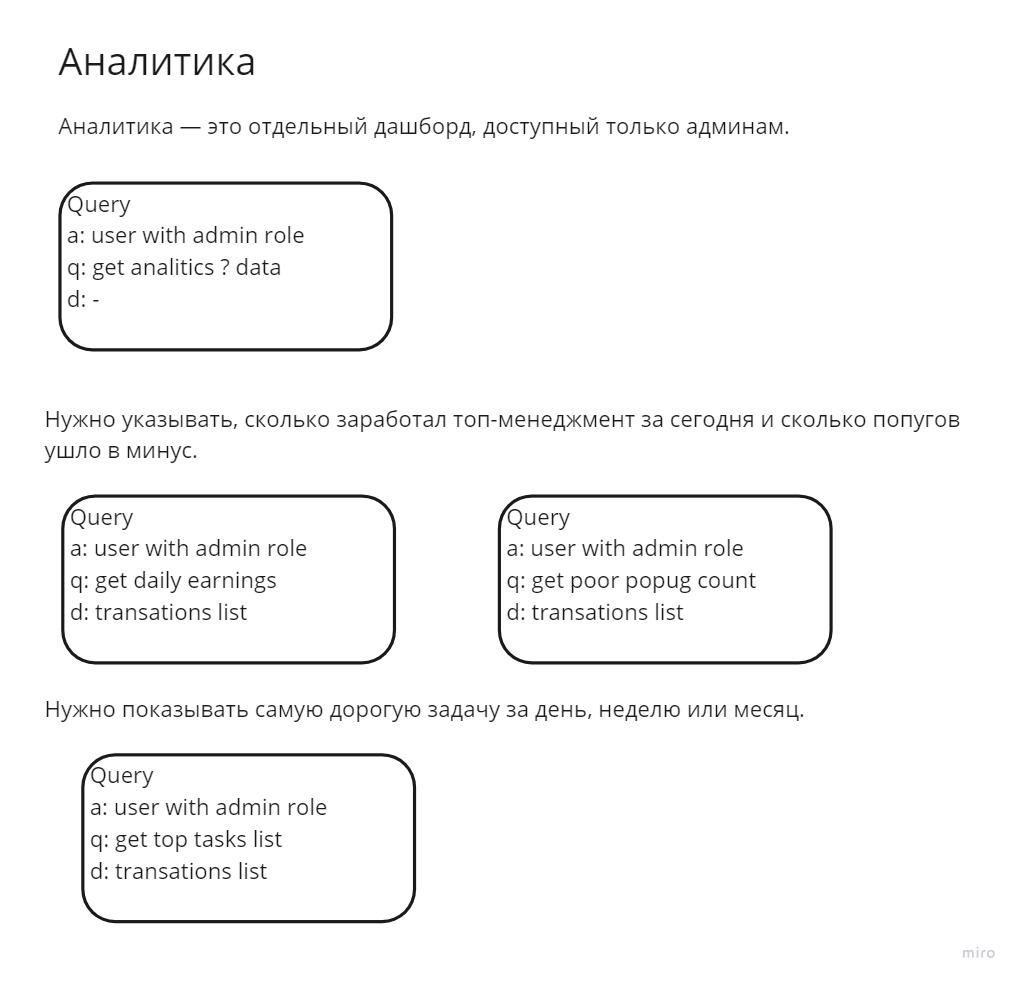 Аналитика
Аналитика — это отдельный дашборд, доступный только админам.
Query
a: user with admin role
q: get analitics ? data
d: -
Нужно указывать, сколько заработал топ-менеджмент за сегодня и сколько попугов
ушло в минус.
Query
a: user with admin role
q: get daily earnings
d: transations list
Query
a: user with admin role
q: get poor popug count
d: transations list
Нужно показывать самую дорогую задачу за день, неделю или месяц.
Query
a: user with admin role
q: get top tasks list
d: transations list
miro